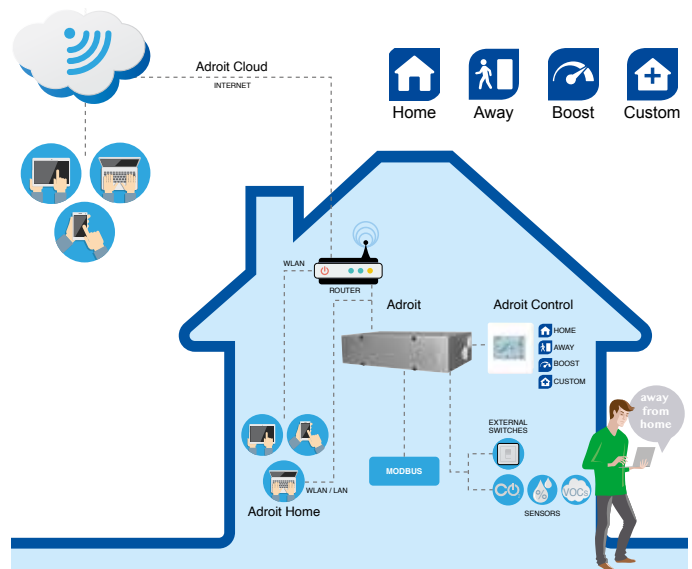 Adroit Cloud
INTERNET
Home
Away
Boost
Custom
WLAN
ROUTER
Adroit
Adroit Control
HOME
AWAY
BOOST
CUSTOM
away
from
home
EXTERNAL
SWITCHES
MODBUS
%
VOCs
SENSORS
WLAN / LAN
Adroit Home